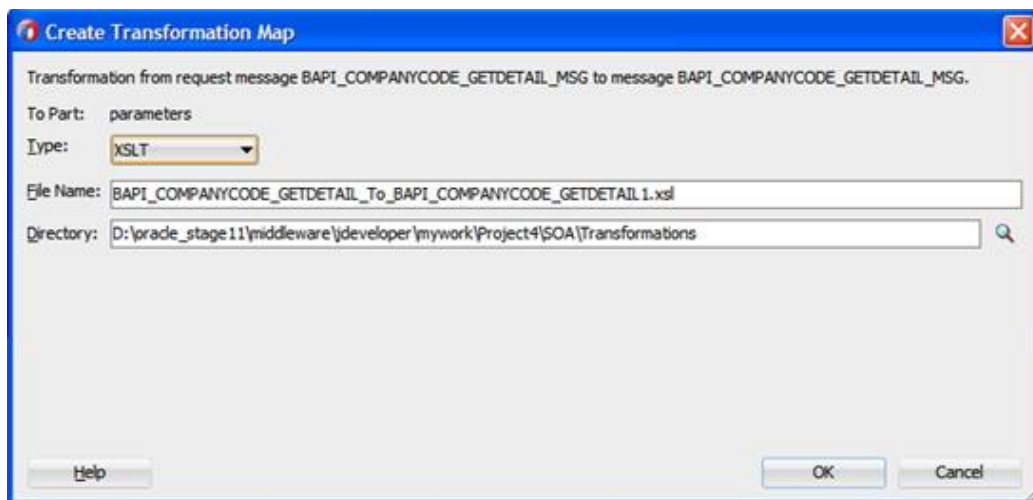 Create Transformation Map
Transformation from request message BAPI_COMPANYCODE_GETDETAIL_MSG to message BAPI_COMPANYCODE_GETDETAIL_MSG.
To Part: parameters
Type: XSLT
File Name: BAPI_COMPANYCODE_GETDETAIL_To_BAPI_COMPANYCODE_GETDETAIL1.xsl
Directory: D:\oracle_stage11\middleware\jdeveloper\mywork\Project4\SOA\Transformations
Help OK Cancel